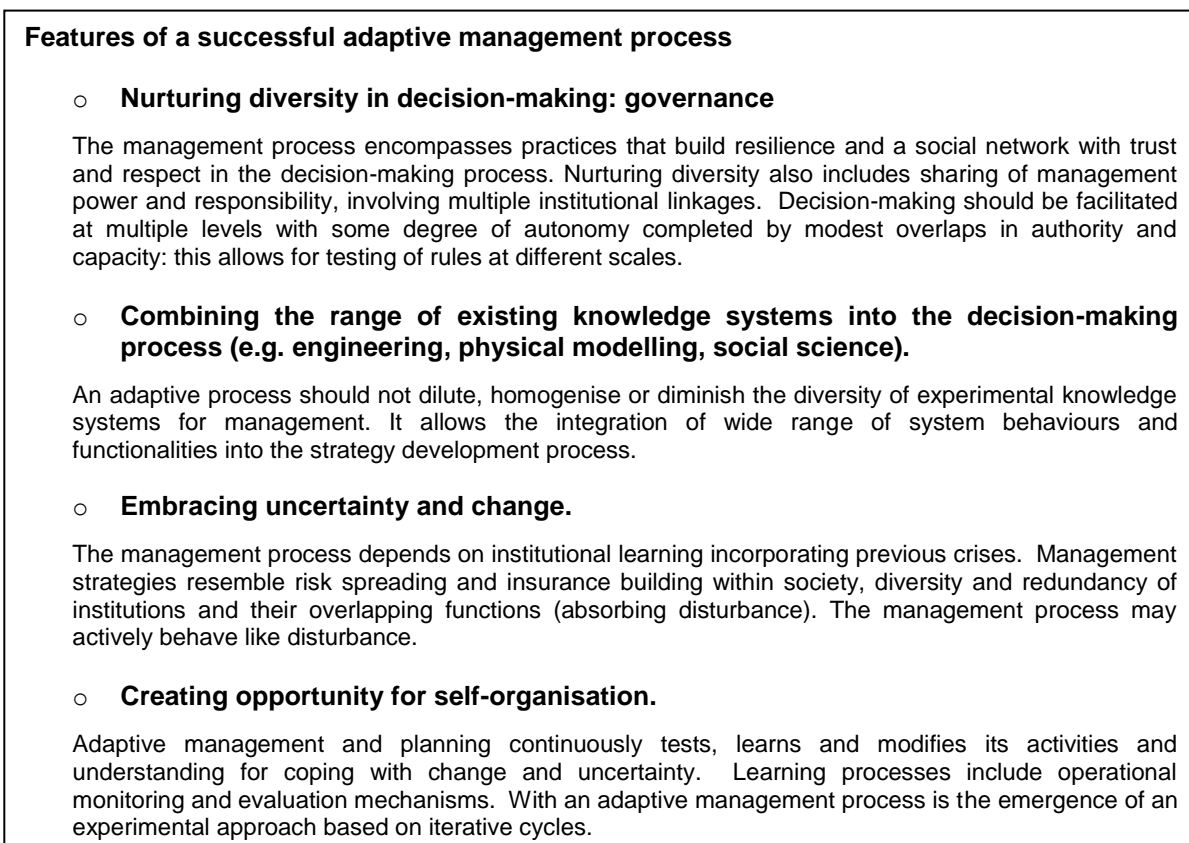 Features of a successful adaptive management process
o Nurturing diversity in decision-making: governance
The management process encompasses practices that build resilience and a social network with trust
and respect in the decision-making process. Nurturing diversity also includes sharing of management
power and responsibility, involving multiple institutional linkages. Decision-making should be facilitated
at multiple levels with some degree of autonomy completed by modest overlaps in authority and
capacity: this allows for testing of rules at different scales.
o Combining the range of existing knowledge systems into the decision-making
process (e.g. engineering, physical modelling, social science).
An adaptive process should not dilute, homogenise or diminish the diversity of experimental knowledge
systems for management. It allows the integration of wide range of system behaviours and
functionalities into the strategy development process.
o Embracing uncertainty and change.
The management process depends on institutional learning incorporating previous crises. Management
strategies resemble risk spreading and insurance building within society, diversity and redundancy of
institutions and their overlapping functions (absorbing disturbance). The management process may
actively behave like disturbance.
o Creating opportunity for self-organisation.
Adaptive management and planning continuously tests, learns and modifies its activities and
understanding for coping with change and uncertainty. Learning processes include operational
monitoring and evaluation mechanisms. With an adaptive management process is the emergence of an
experimental approach based on iterative cycles.